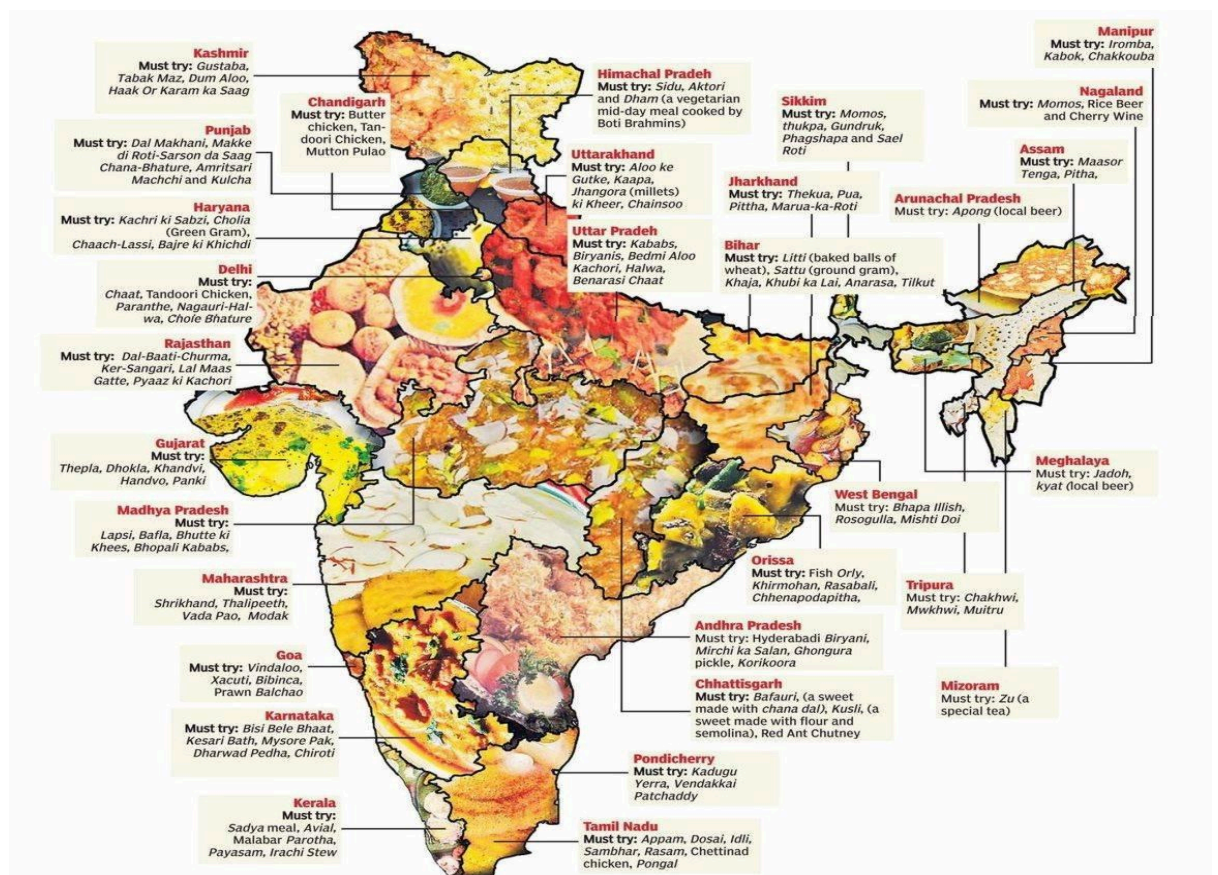 Kashmir
Must try: Gustaba,
Tabak Maz, Dum Aloo,
Haak Or Karam ka Saag
Chandigarh
Must try: Butter
chicken, Tan-
doori Chicken,
Mutton Pulao
Punjab
Must try: Dal Makhani, Makke
di Roti-Sarson da Saag
Chana-Bhature, Amritsari
Machchi and Kulcha
Haryana
Must try: Kachri ki Sabzi, Cholia
(Green Gram),
Chaach-Lassi, Bajre ki Khichdi
Delhi
Must try:
Chaat, Tandoori Chicken,
Paranthe, Nagauri-Hal-
wa, Chole Bhature
Rajasthan
Must try: Dal-Baati-Churma,
Ker-Sangari, Lal Maas
Gatte, Pyaaz ki Kachori
Gujarat
Must try:
Thepla, Dhokla, Khandvi,
Handvo, Panki
Madhya Pradesh
Must try:
Lapsi, Bafla, Bhutte ki
Khees, Bhopali Kababs,
Maharashtra
Must try:
Shrikhand, Thalipeeth,
Vada Pao, Modak
Goa
Must try: Vindaloo,
Xacuti, Bibinca,
Prawn Balchao
Karnataka
Must try: Bisi Bele Bhaat,
Kesari Bath, Mysore Pak,
Dharwad Pedha, Chiroti
Kerala
Must try:
Sadya meal, Avial,
Malabar Parotha,
Payasam, Irachi Stew
Himachal Pradeh
Must try: Sidu, Aktori
and Dham (a vegetarian
mid-day meal cooked by
Boti Brahmins)
Uttarakhand
Must try: Aloo ke
Gutke, Kaapa,
Jhangora (millets)
ki Kheer, Chainsoo
Uttar Pradeh
Must try: Kababs,
Biryanis, Bedmi Aloo
Kachori, Halwa,
Benarasi Chaat
Sikkim
Must try: Momos,
thukpa, Gundruk,
Phagshapa and Sael
Roti
Jharkhand
Must try: Thekua, Pua,
Pittha, Marua-ka-Roti
Bihar
Must try: Litti (baked balls of
wheat), Sattu (ground gram),
Khaja, Khubi ka Lai, Anarasa, Tilkut
Manipur
Must try: Iromba,
Kabok, Chakkouba
Nagaland
Must try: Momos, Rice Beer
and Cherry Wine
Assam
Must try: Maasor
Tenga, Pitha,
Arunachal Pradesh
Must try: Apong (local beer)
Meghalaya
Must try: Jadoh,
kyat (local beer)
West Bengal
Must try: Bhapa Illish,
Rosogulla, Mishti Doi
Orissa
Must try: Fish Orly,
Khirmohan, Rasabali,
Chhenapodapitha,
Tripura
Must try: Chakhwi,
Mwkhwi, Muitru
Andhra Pradesh
Must try: Hyderabadi Biryani,
Mirchi ka Salan, Ghongura
pickle, Korikoora
Chhattisgarh
Must try: Bafauri, (a sweet
made with chana dal), Kusli, (a
sweet made with flour and
semolina), Red Ant Chutney
Mizoram
Must try: Zu (a
special tea)
Pondicherry
Must try: Kadugu
Yerra, Vendakkai
Patchaddy
Tamil Nadu
Must try: Appam, Dosai, Idli,
Sambhar, Rasam, Chettinad
chicken, Pongal